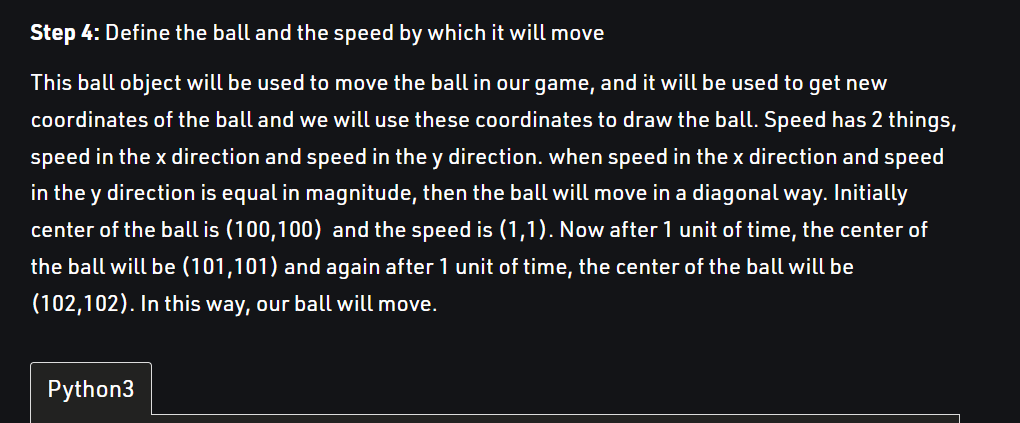 Step 4: Define the ball and the speed by which it will move
This ball object will be used to move the ball in our game, and it will be used to get new
coordinates of the ball and we will use these coordinates to draw the ball. Speed has 2 things,
speed in the x direction and speed in the y direction. when speed in the x direction and speed
in the y direction is equal in magnitude, then the ball will move in a diagonal way. Initially
center of the ball is (100,100)  and the speed is (1,1). Now after 1 unit of time, the center of
the ball will be (101,101) and again after 1 unit of time, the center of the ball will be
(102,102). In this way, our ball will move.
Python3